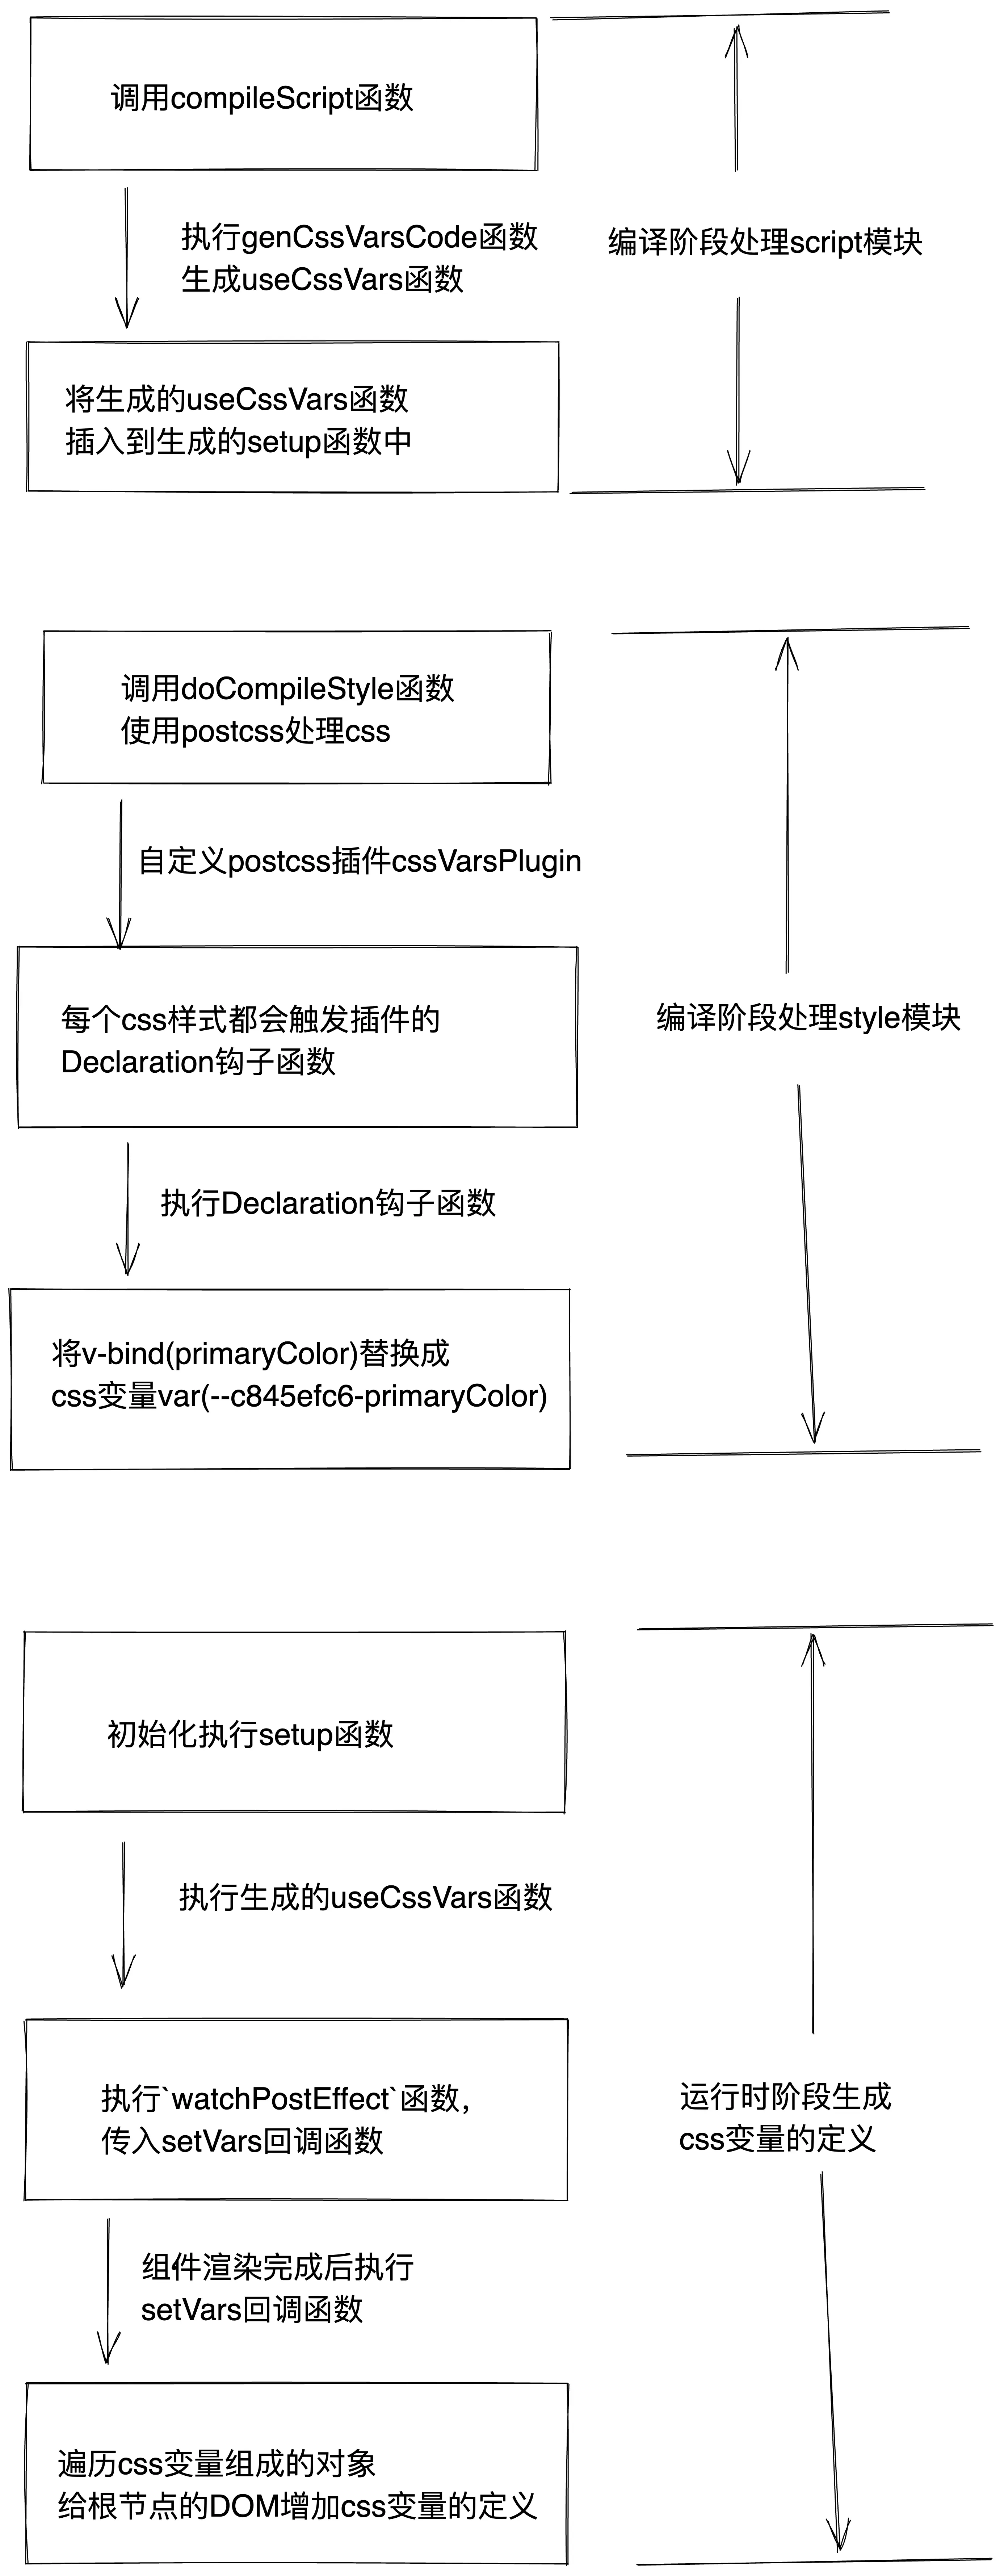 调用compileScript函数
执行genCssVarsCode函数
生成useCssVars函数
编译阶段处理script模块
将生成的useCssVars函数
插入到生成的setup函数中
调用doCompileStyle函数
使用postcss处理css
自定义postcss插件cssVarsPlugin
每个css样式都会触发插件的
Declaration钩子函数
编译阶段处理style模块
执行Declaration钩子函数
将v-bind(primaryColor)替换成
css变量var(--c845efc6-primaryColor)
初始化执行setup函数
执行生成的useCssVars函数
执行`watchPostEffect`函数，
传入setVars回调函数
运行时阶段生成
css变量的定义
组件渲染完成后执行
setVars回调函数
遍历css变量组成的对象
给根节点的DOM增加css变量的定义